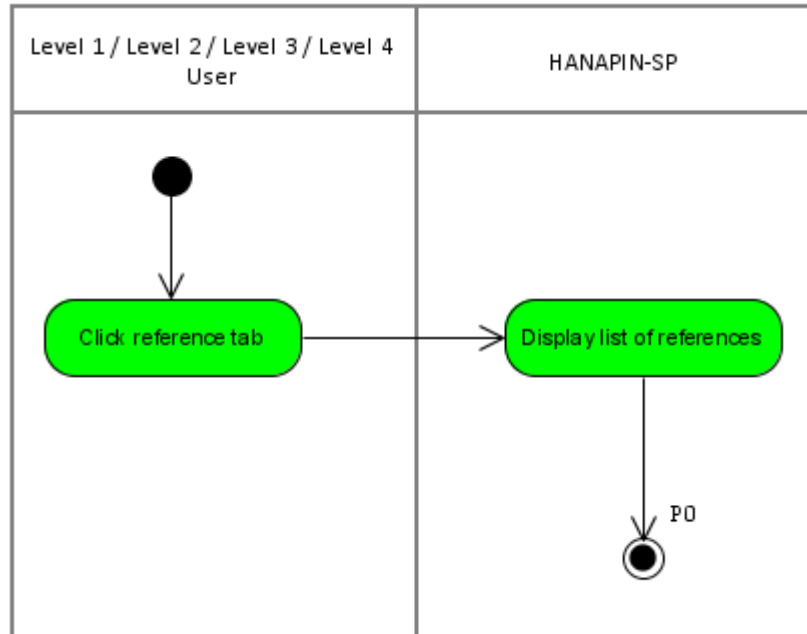 Level 1 / Level 2 / Level 3 / Level 4
User
HANAPIN-SP
Click reference tab
Display list of references
P0